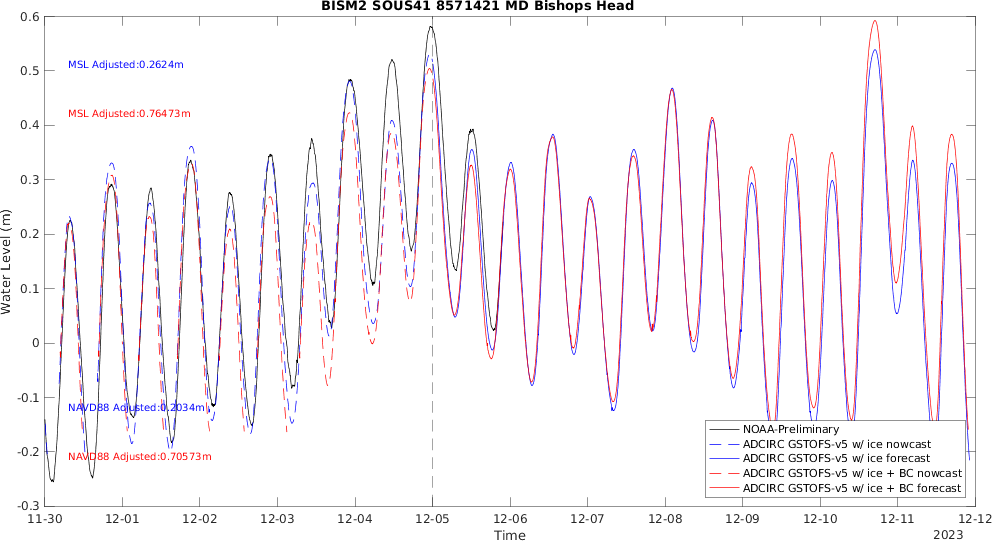 BISM2 SOUS41 8571421 MD Bishops Head
0.6
0.5
0.4
0.3
0.2
0.1
0
-0.1
-0.2
-0.3
Water Level (m)
MSL Adjusted:0.2624m
MSL Adjusted:0.76473m
NAVD88 Adjusted:0.2034m
NAVD88 Adjusted:0.70573m
NOAA-Preliminary
ADCIRC GSTOFS-v5 w/ ice nowcast
ADCIRC GSTOFS-v5 w/ ice forecast
ADCIRC GSTOFS-v5 w/ ice + BC nowcast
ADCIRC GSTOFS-v5 w/ ice + BC forecast
11-30 12-01 12-02 12-03 12-04 12-05 12-06 12-07 12-08 12-09 12-10 12-11 12-12
Time
2023